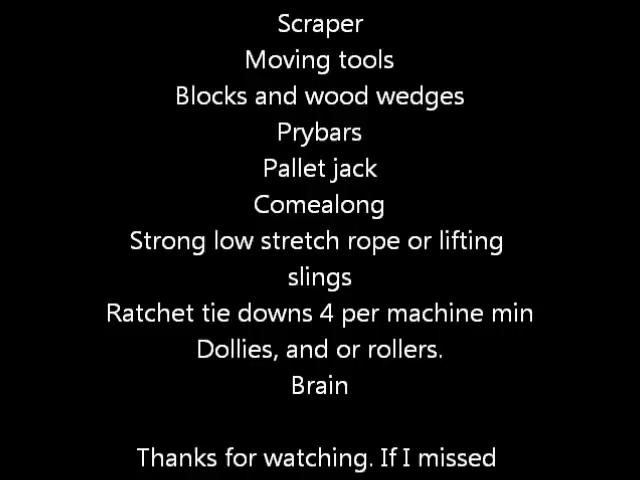 Scraper
Moving tools
Blocks and wood wedges
Prybars
Pallet jack
Comealong
Strong low stretch rope or lifting
slings
Ratchet tie downs 4 per machine min
Dollies, and or rollers.
Brain
Thanks for watching. If I missed